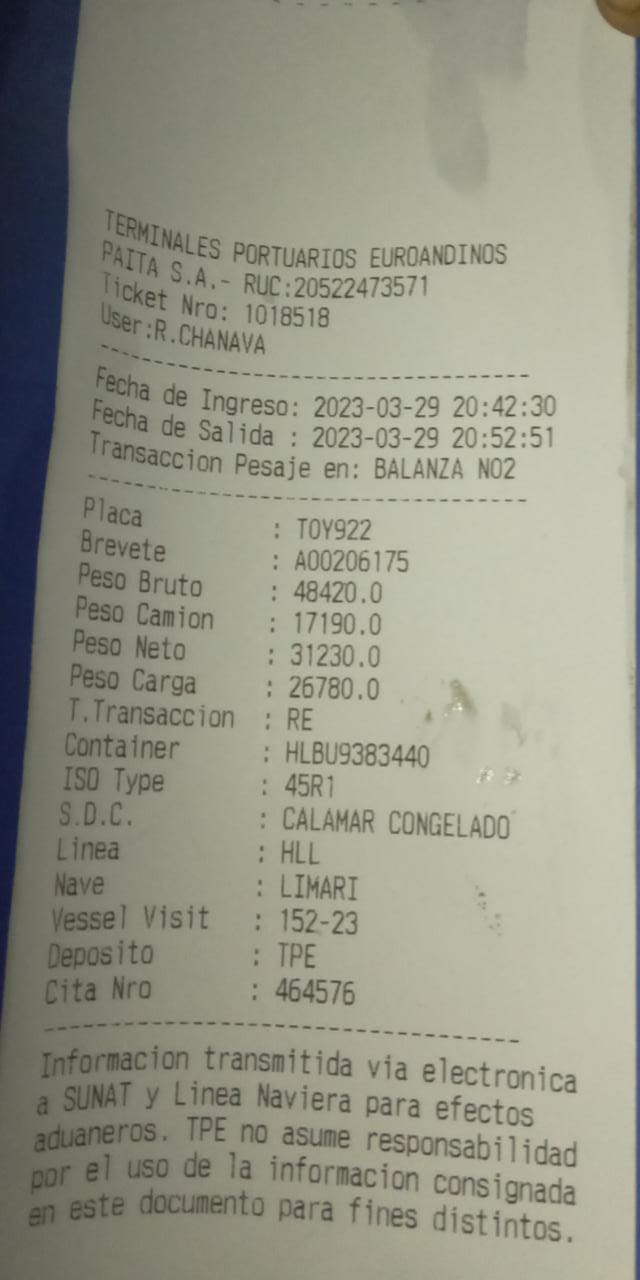 TERMINALES PORTUARIOS EUROANDINOS
PAITA S.A.- RUC:20522473571
Ticket Nro: 1018518
User:R.CHANAVA
Fecha de Ingreso: 2023-03-29 20:42:30
Fecha de Salida : 2023-03-29 20:52:51
Transaccion Pesaje en: BALANZA NO2
Placa : TOY922
Brevete : A00206175
Peso Bruto : 48420.0
Peso Camion : 17190.0
Peso Neto : 31230.0
Peso Carga : 26780.0
T.Transaccion : RE
Container : HLBU9383440
ISO Type : 45R1
S.D.C. : CALAMAR CONGELADO
Linea : HLL
Nave : LIMARI
Vessel Visit : 152-23
Deposito : TPE
Cita Nro : 464576
Informacion transmitida via electronica
a SUNAT y Linea Naviera para efectos
aduaneros. TPE no asume responsabilidad
por el uso de la informacion consignada
en este documento para fines distintos.